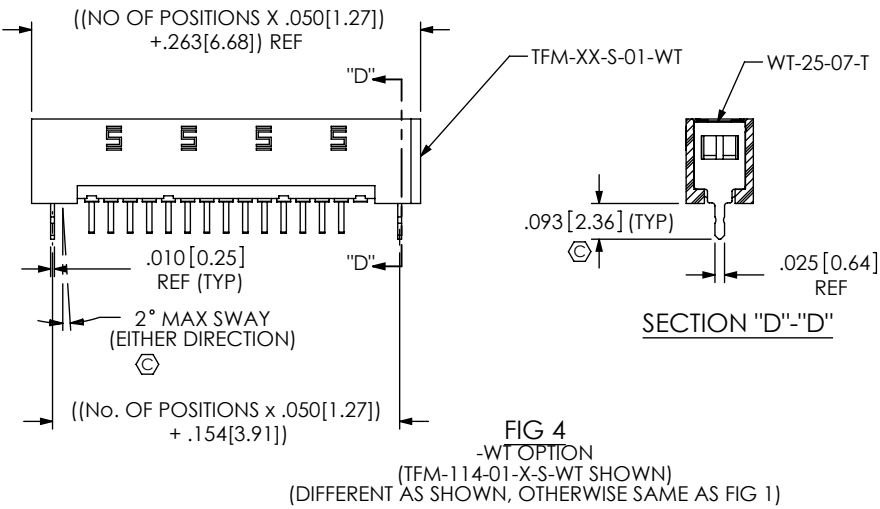 ((NO OF POSITIONS X .050[1.27])
+.263[6.68]) REF
"D"
TFM-XX-S-01-WT
WT-25-07-T
.093[2.36] (TYP)
C
.010[0.25]
REF (TYP)
"D"
.025[0.64]
REF
2° MAX SWAY
(EITHER DIRECTION)
C
SECTION "D"-"D"
((No. OF POSITIONS x .050[1.27])
+ .154[3.91])
FIG 4
-WT OPTION
(TFM-114-01-X-S-WT SHOWN)
(DIFFERENT AS SHOWN, OTHERWISE SAME AS FIG 1)